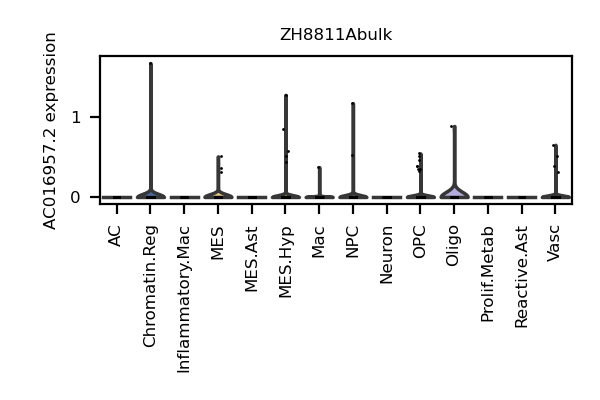 ZH8811Abulk
AC016957.2 expression
1
0
AC
Chromatin.Reg
Inflammatory.Mac
MES
MES.Ast
MES.Hyp
Mac
NPC
Neuron
OPC
Oligo
Prolif.Metab
Reactive.Ast
Vasc